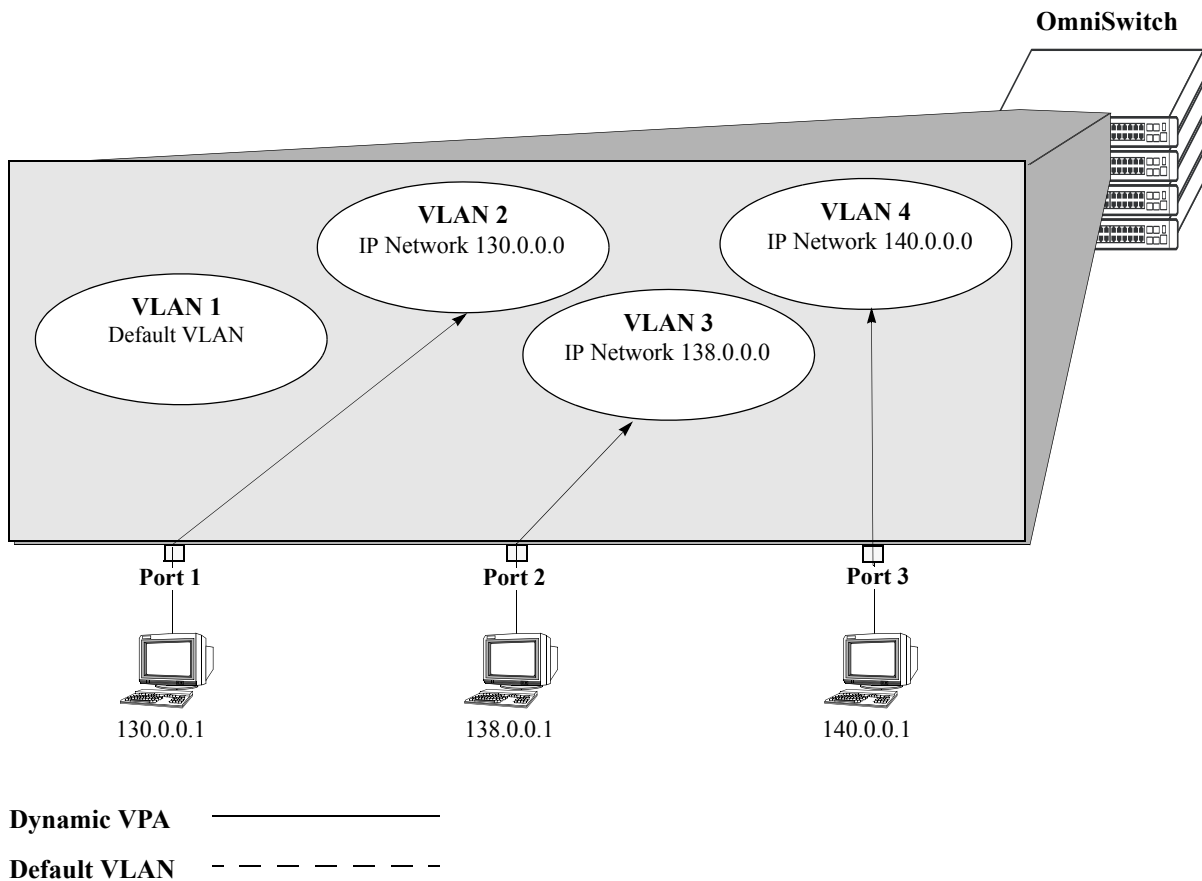 OmniSwitch
VLAN 2
IP Network 130.0.0.0
VLAN 4
IP Network 140.0.0.0
VLAN 1
Default VLAN
VLAN 3
IP Network 138.0.0.0
Port 1
Port 2
Port 3
130.0.0.1
138.0.0.1
140.0.0.1
Dynamic VPA
Default VLAN